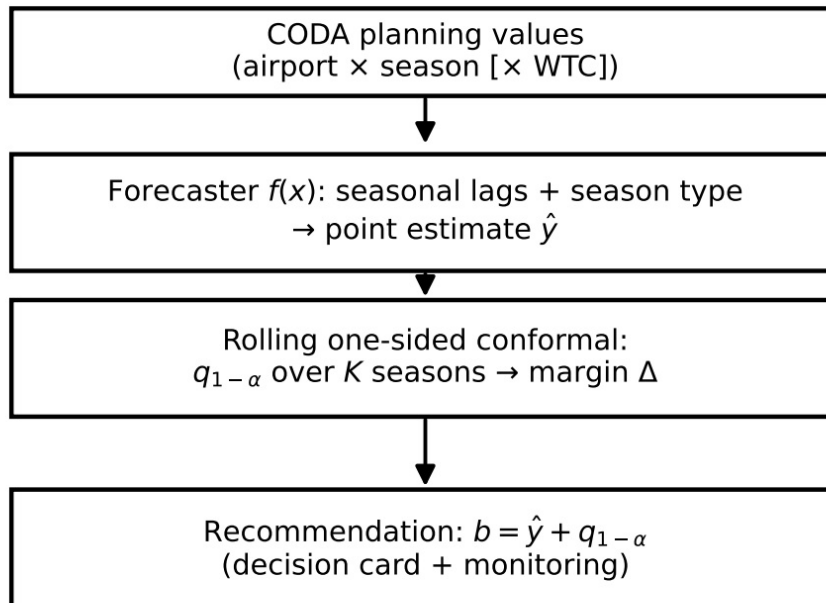 CODA planning values
(airport × season [× WTC])
Forecaster f(x): seasonal lags + season type
→ point estimate ŷ
Rolling one-sided conformal:
q₁₋α over K seasons → margin Δ
Recommendation: b = ŷ + q₁₋α
(decision card + monitoring)